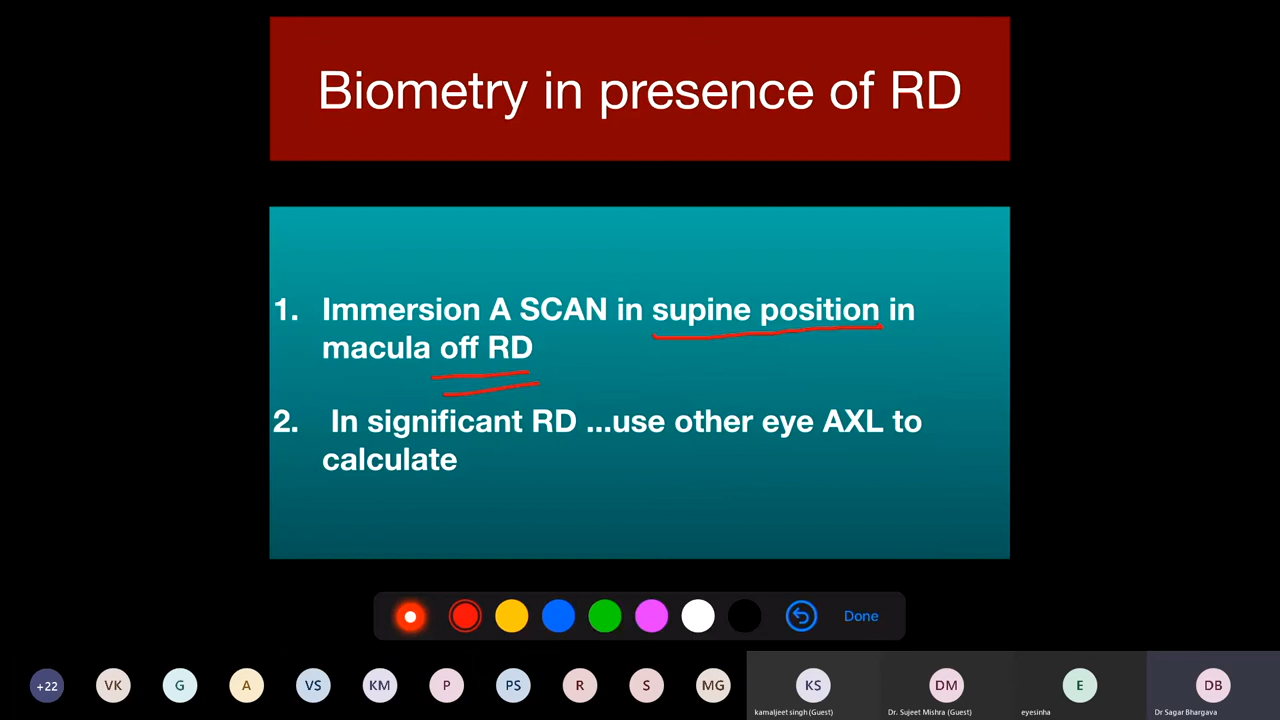 Biometry in presence of RD
1. Immersion A SCAN in supine position in
macula off RD
2. In significant RD ...use other eye AXL to
calculate
Done
+22 VK G A VS KM P PS R S MG KS DM E DB
kamaljeet singh (Guest) Dr. Sujeet Mishra (Guest) eyesinha Dr Sagar Bhargava